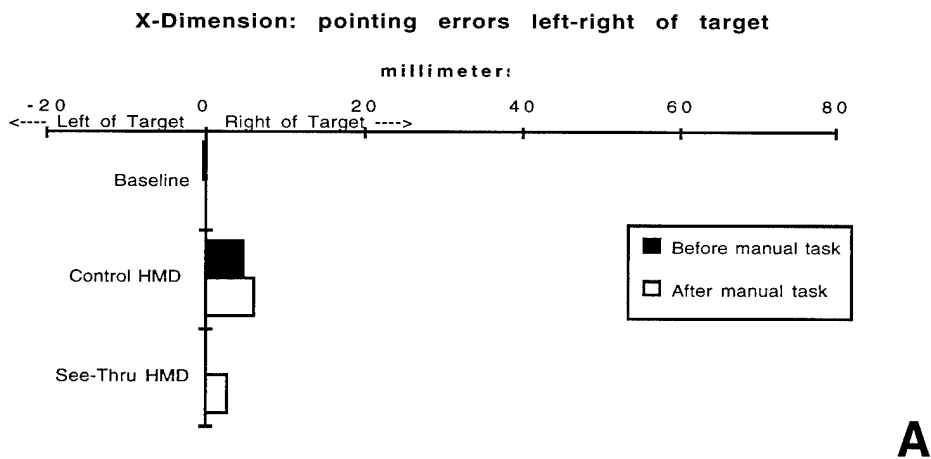 X-Dimension: pointing errors left-right of target
millimeters
-20 0 20 40 60 80
<---- Left of Target Right of Target ---->
Baseline
Control HMD
See-Thru HMD
Before manual task
After manual task
A